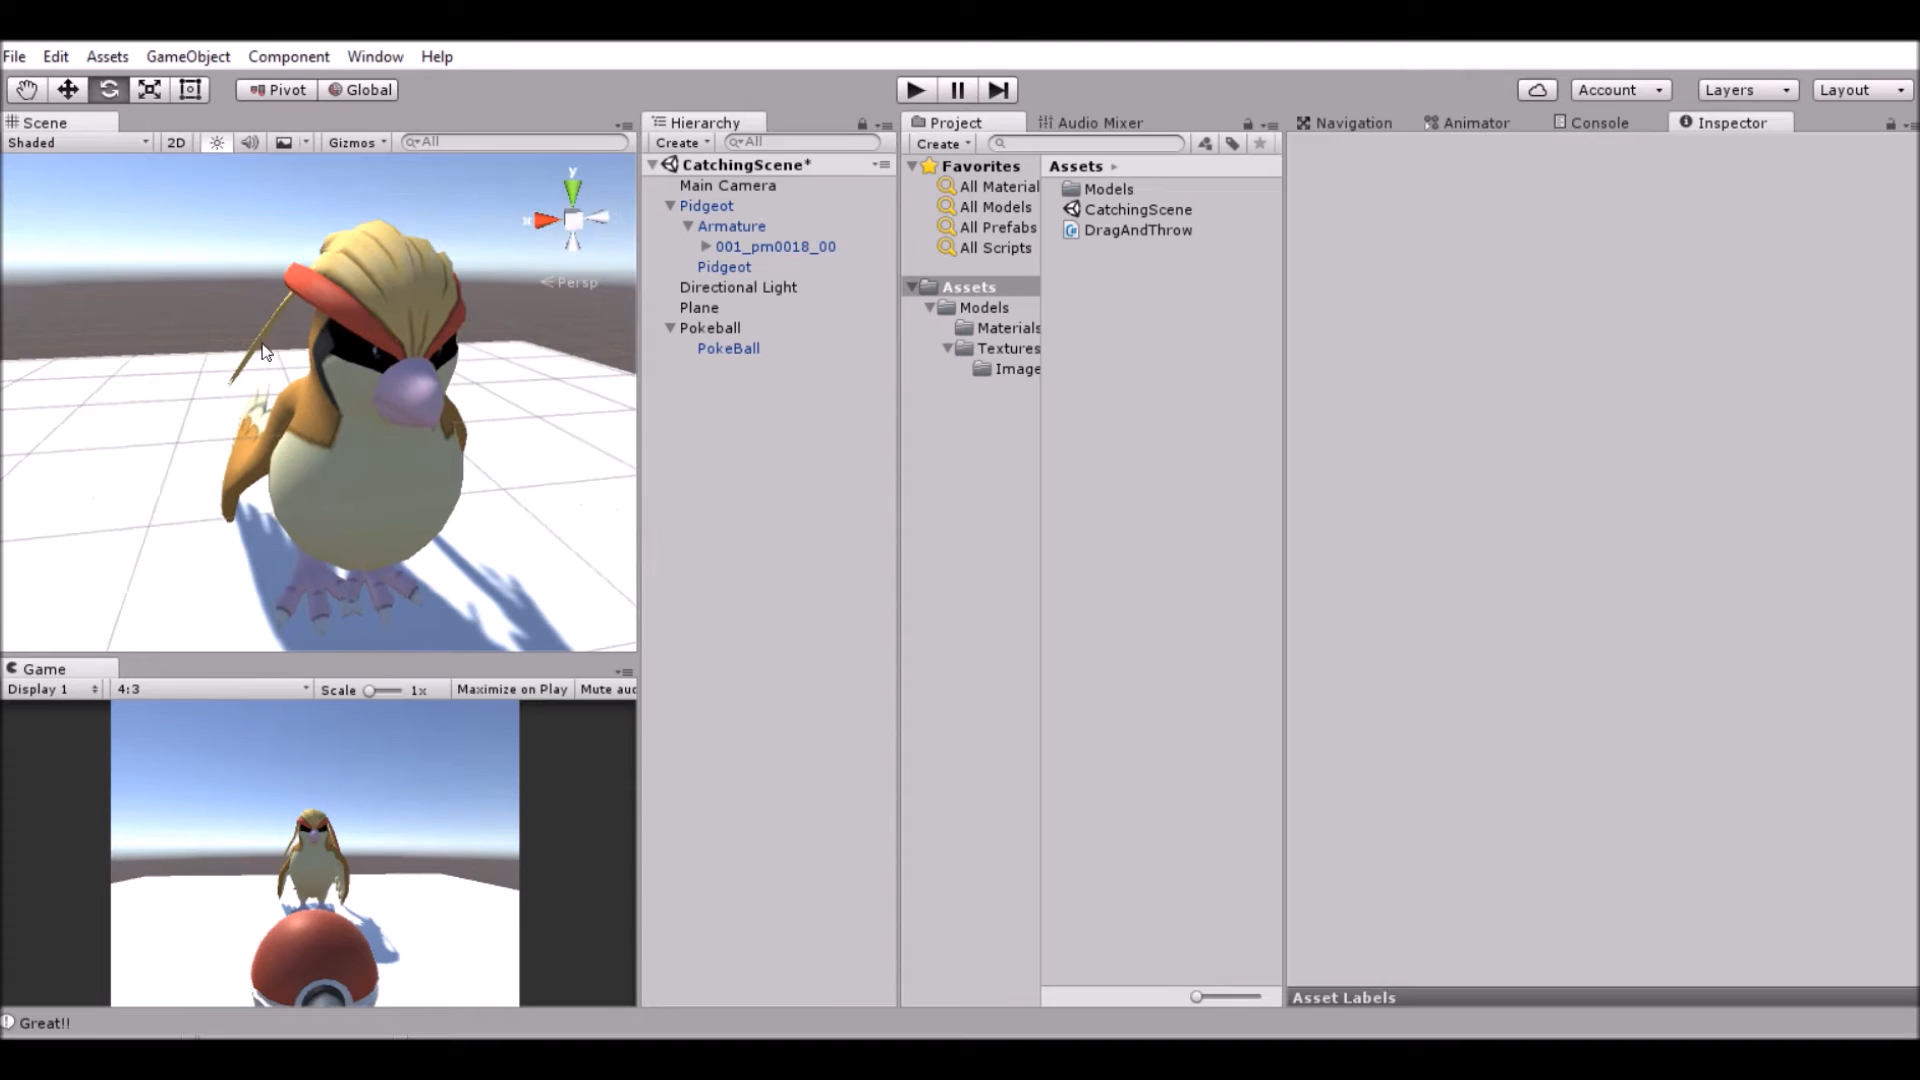 File Edit Assets GameObject Component Window Help
Pivot Global Account Layers Layout
Scene
Shaded 2D Gizmos All
y
x
Persp
Game
Display 1 4:3 Scale 1x Maximize on Play Mute aud
Great!!
Hierarchy
Create All
CatchingScene*
Main Camera
Pidgeot
Armature
001_pm0018_00
Pidgeot
Directional Light
Plane
Pokeball
PokeBall
Project Audio Mixer
Create
Favorites
All Material
All Models
All Prefabs
All Scripts
Assets
Models
Materials
Textures
Image
Assets
Models
CatchingScene
DragAndThrow
Navigation Animator Console Inspector
Asset Labels